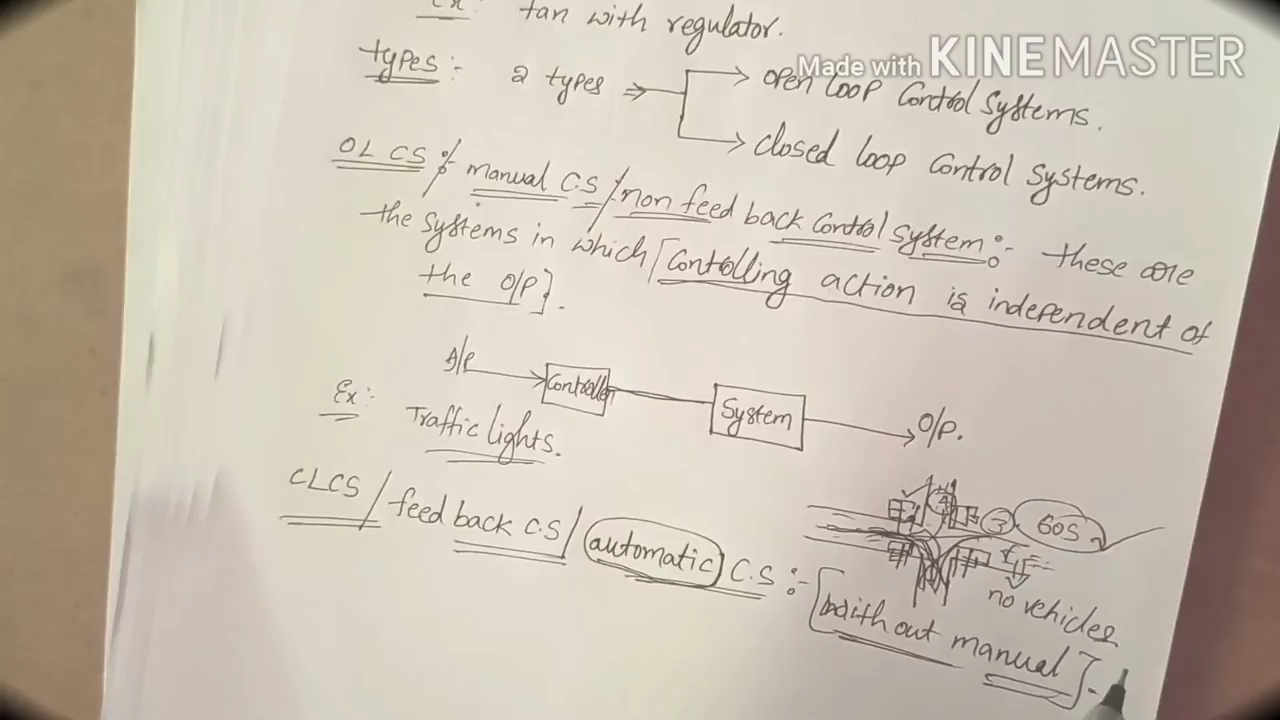 Ex: fan with regulator.
Made with KINEMASTER
types:- 2 types ⇒ → open loop control systems.
→ closed loop control systems.
OL CS % manual C.S / non feed back control system:- these are
the systems in which [controlling action is independent of
the O/P].
Controller System O/P.
Ex:- Traffic lights.
3 60S
CLCS / feed back C.S / automatic C.S :- [without manual].
no vehicles